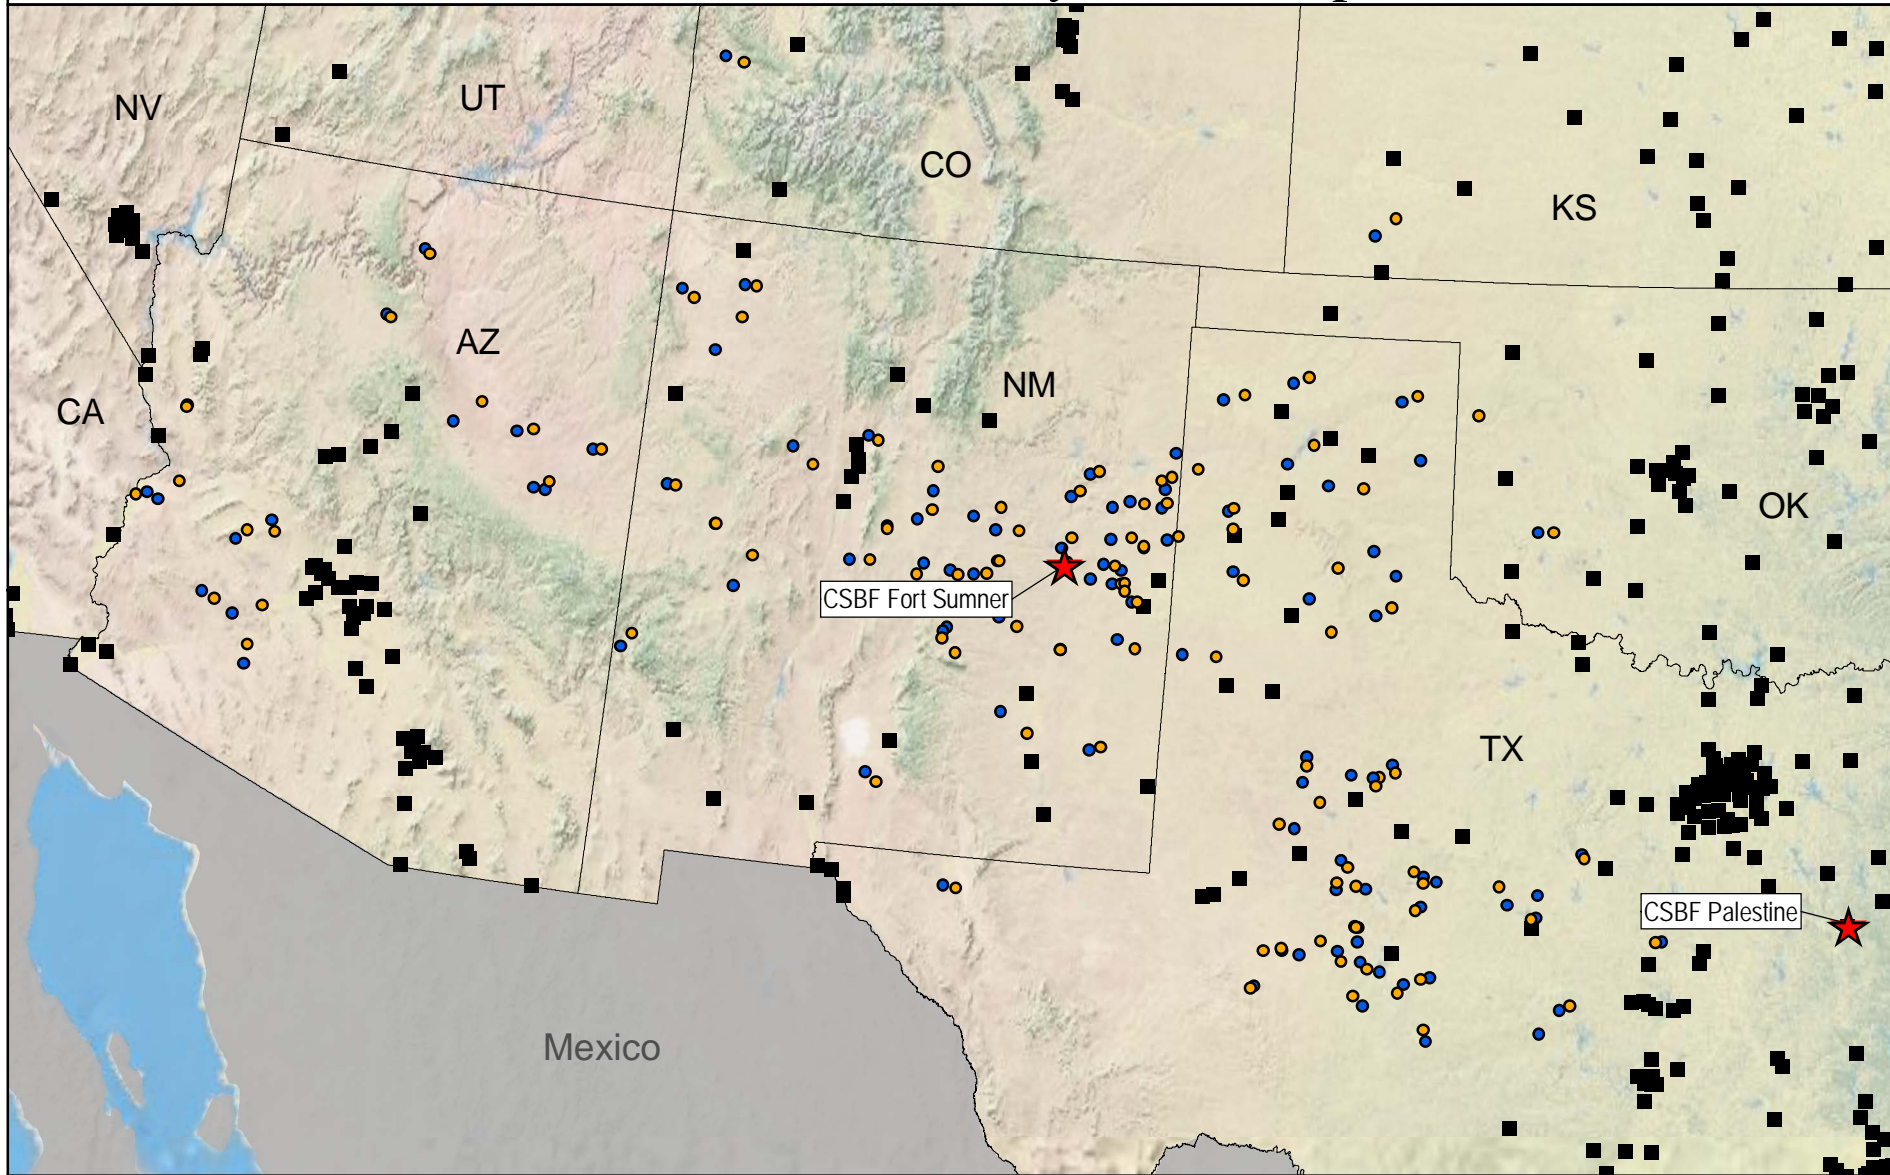 NV
UT
CO
KS
AZ
NM
CA
OK
CSBF Fort Sumner
TX
CSBF Palestine
Mexico